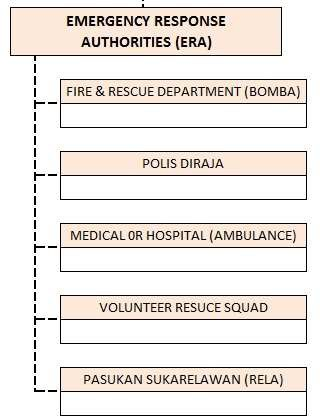 EMERGENCY RESPONSE
AUTHORITIES (ERA)
FIRE & RESCUE DEPARTMENT (BOMBA)
POLIS DIRAJA
MEDICAL 0R HOSPITAL (AMBULANCE)
VOLUNTEER RESUCE SQUAD
PASUKAN SUKARELAWAN (RELA)